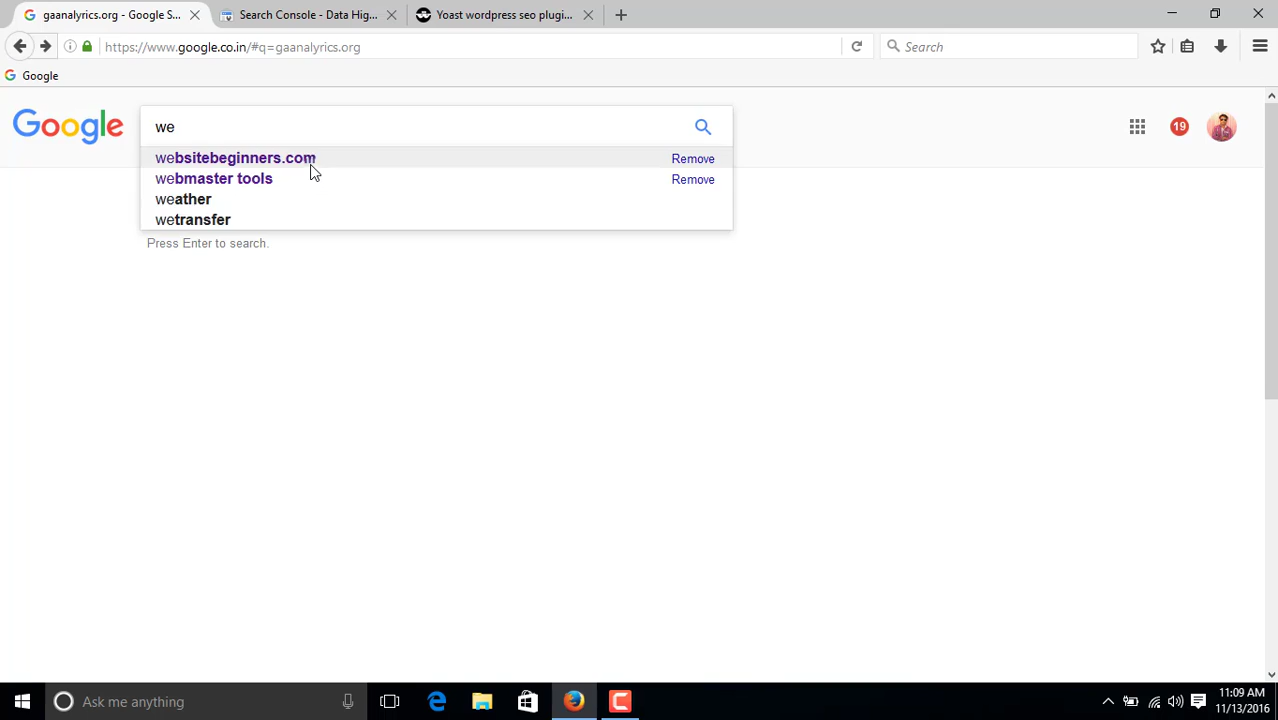 gaanalyrics.org - Google S...
Search Console - Data Hig...
Yoast wordpress seo plugi...
https://www.google.co.in/#q=gaanalyrics.org
Search
Google
Google
we
19
websitebeginners.com Remove
webmaster tools Remove
weather
wetransfer
Press Enter to search.
Ask me anything
11:09 AM
11/13/2016